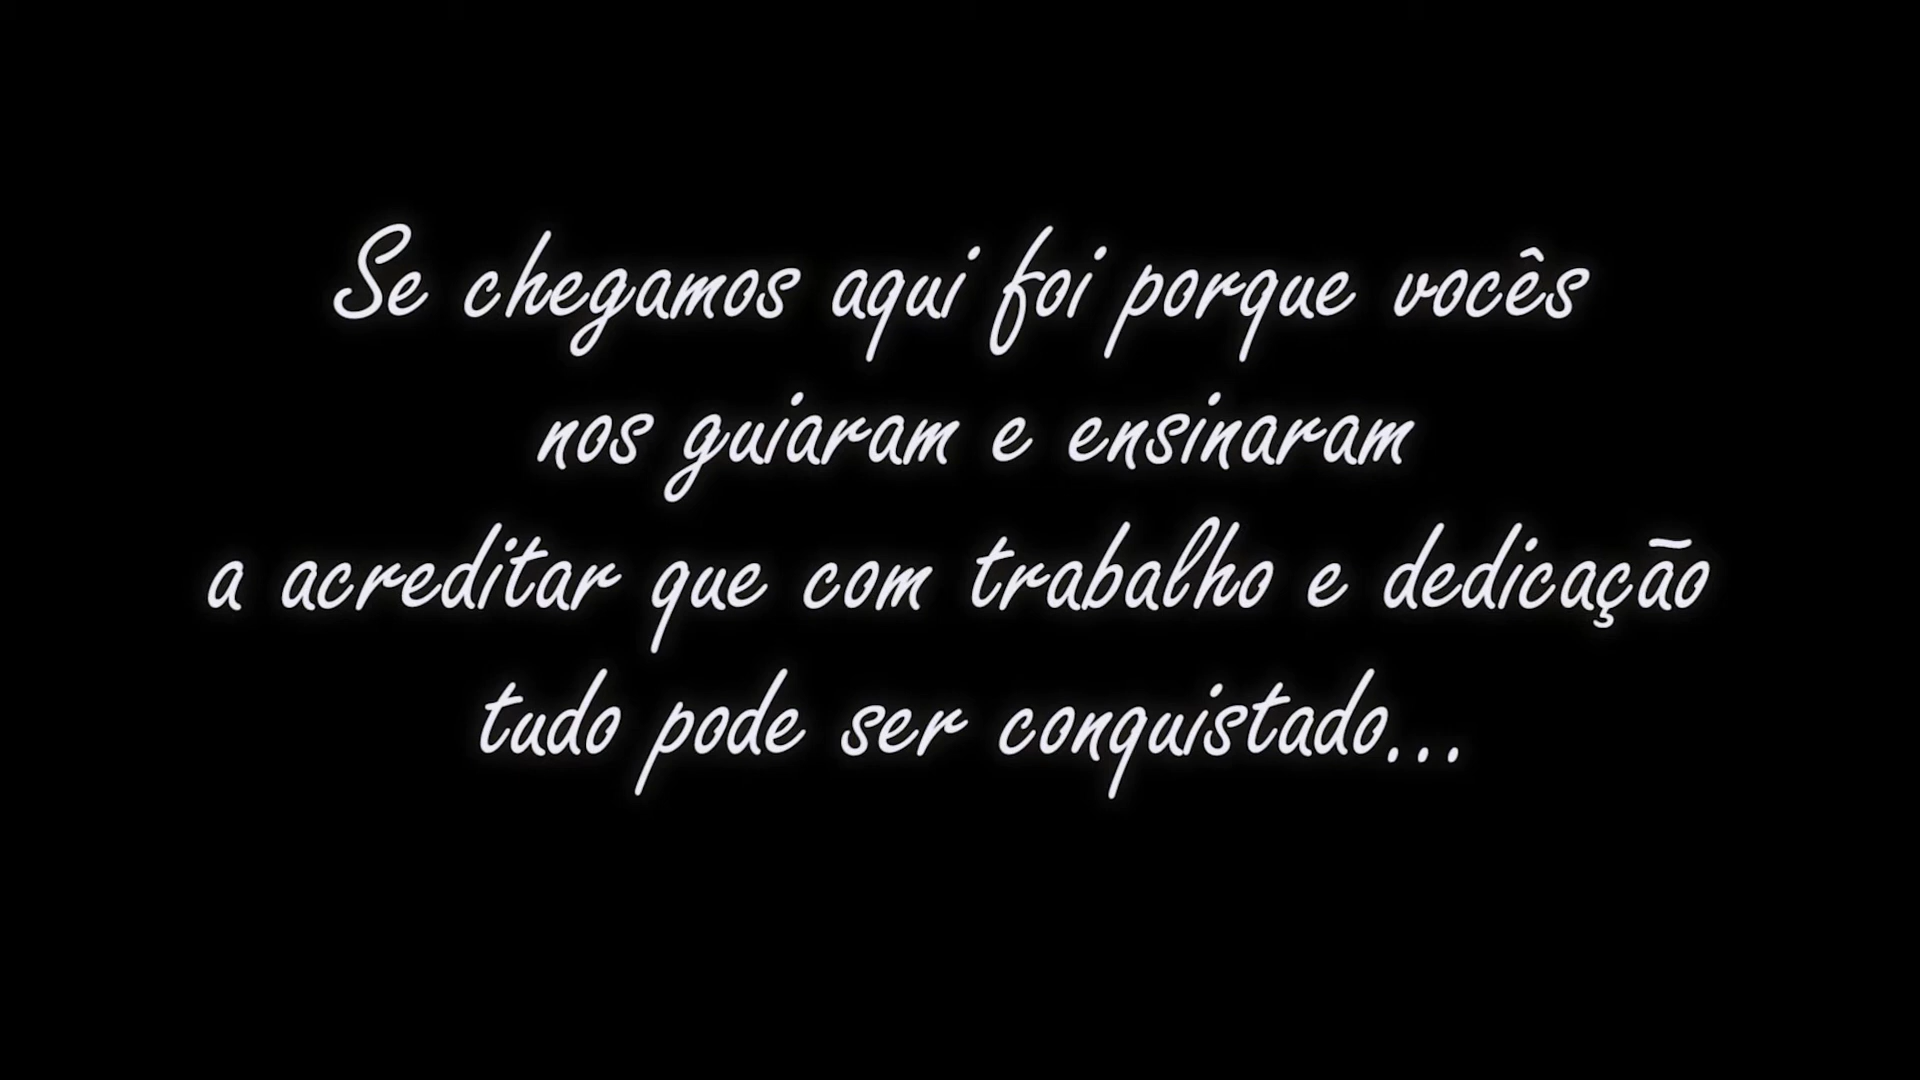 Se chegamos aqui foi porque vocês
nos guiaram e ensinaram
a acreditar que com trabalho e dedicação
tudo pode ser conquistado...